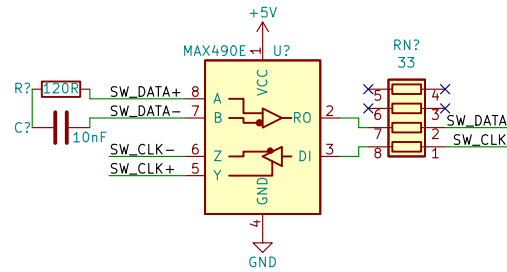 +5V
MAX490E
U?
RN?
33
1
VCC
R?
120R
SW_DATA+
8
A
5
4
SW_DATA-
7
B
RO
2
6
3
SW_DATA
C?
10nF
7
2
SW_CLK
SW_CLK-
6
Z
DI
3
8
1
SW_CLK+
5
Y
GND
4
GND